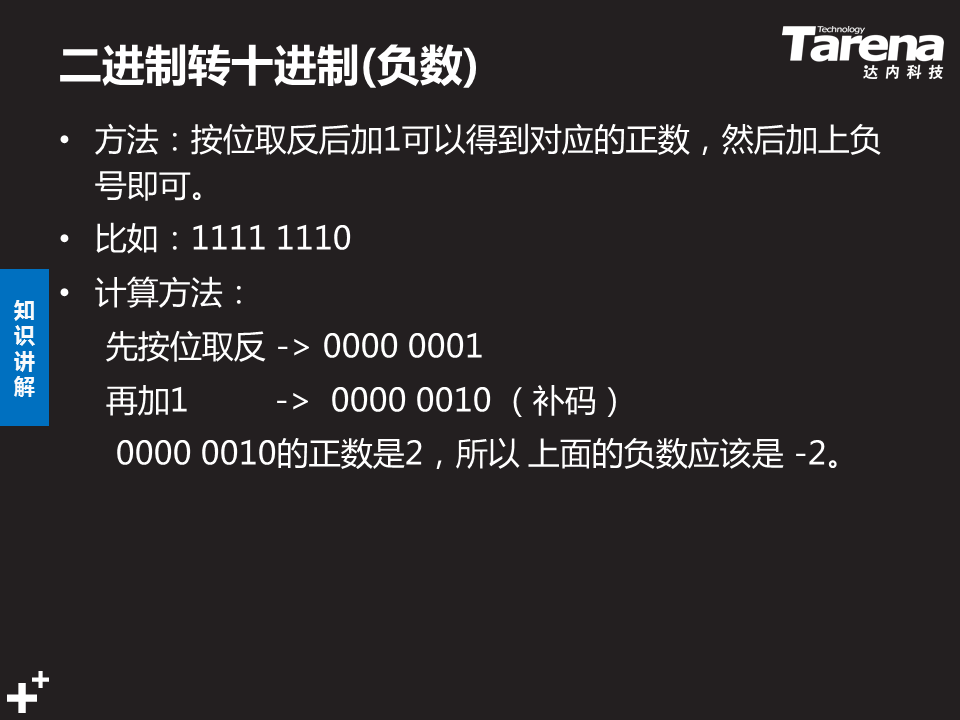 二进制转十进制(负数)
Technology
Tarena
达内科技
• 方法：按位取反后加1可以得到对应的正数，然后加上负
号即可。
• 比如：1111 1110
• 计算方法：
先按位取反 -> 0000 0001
再加1 -> 0000 0010 （补码）
0000 0010的正数是2，所以 上面的负数应该是 -2。
知识讲解